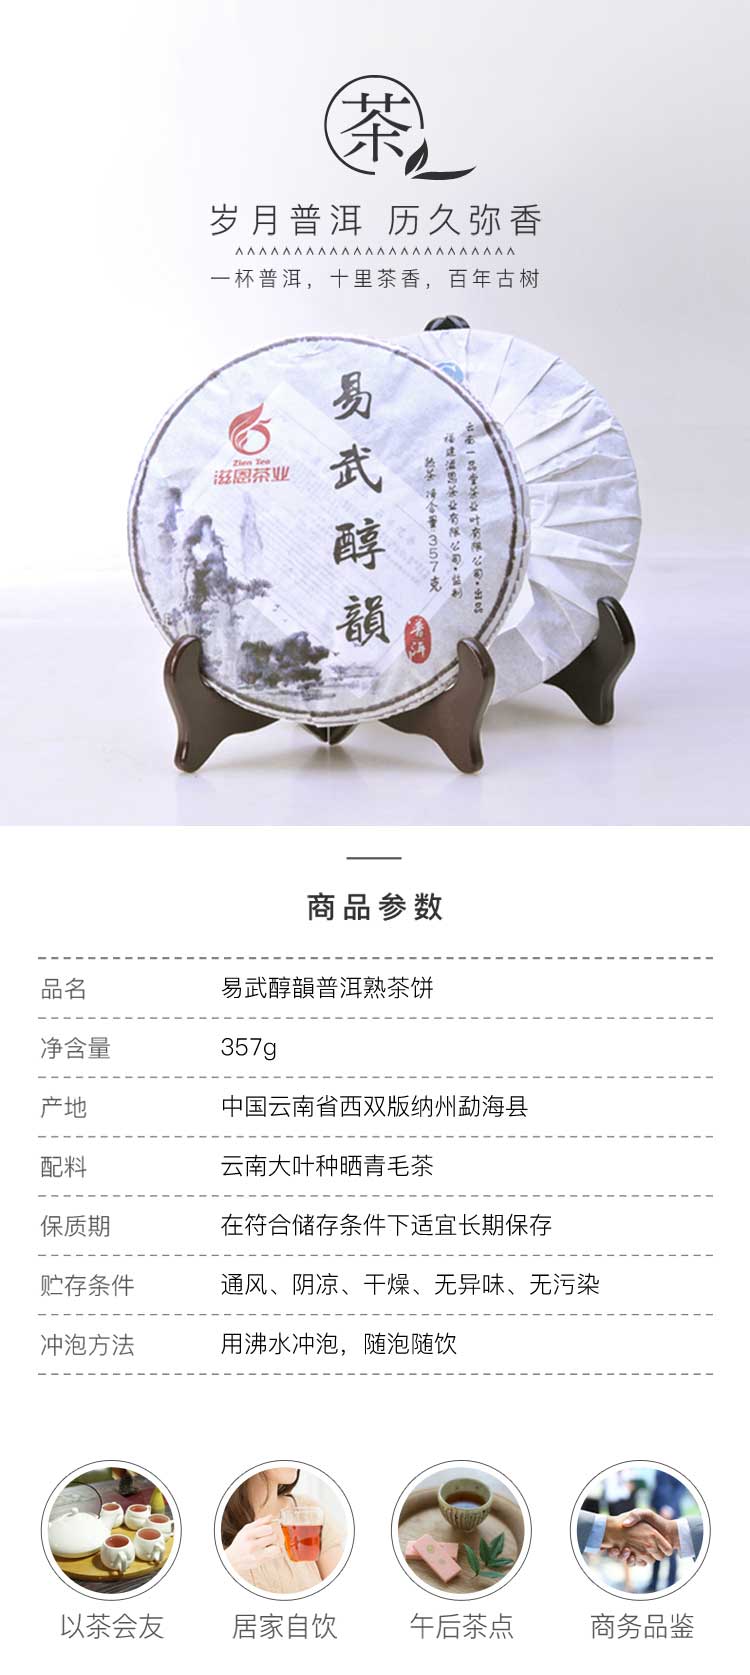 茶
岁月普洱 历久弥香
一杯普洱，十里茶香，百年古树
易武醇韻
Zien Tea
滋恩茶业
云南一品堂茶业叶有限公司·出品
福建滋恩茶业有限公司·监制
熟茶 净含量357克
普洱
商品参数
品名 易武醇韻普洱熟茶饼
净含量 357g
产地 中国云南省西双版纳州勐海县
配料 云南大叶种晒青毛茶
保质期 在符合储存条件下适宜长期保存
贮存条件 通风、阴凉、干燥、无异味、无污染
冲泡方法 用沸水冲泡，随泡随饮
以茶会友 居家自饮 午后茶点 商务品鉴